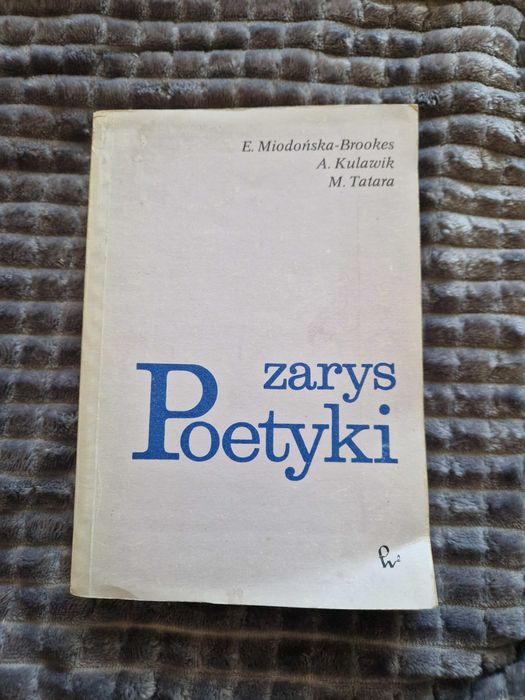 E. Miodońska-Brookes
A. Kulawik
M. Tatara
zarys
Poetyki